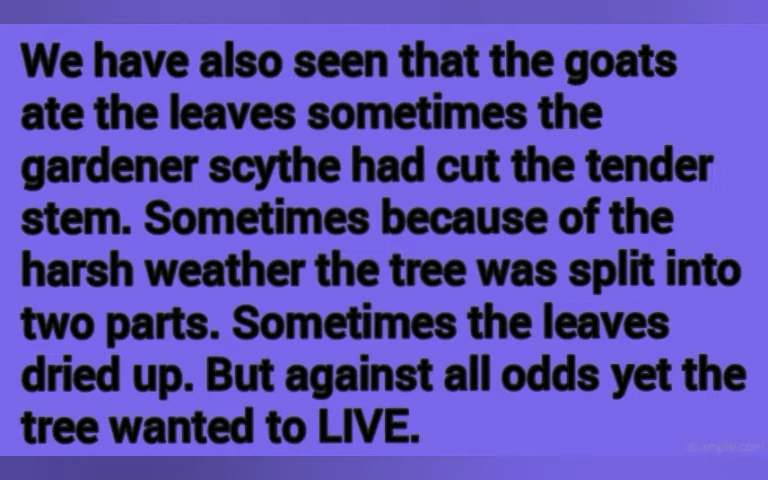 We have also seen that the goats
ate the leaves sometimes the
gardener scythe had cut the tender
stem. Sometimes because of the
harsh weather the tree was split into
two parts. Sometimes the leaves
dried up. But against all odds yet the
tree wanted to LIVE.